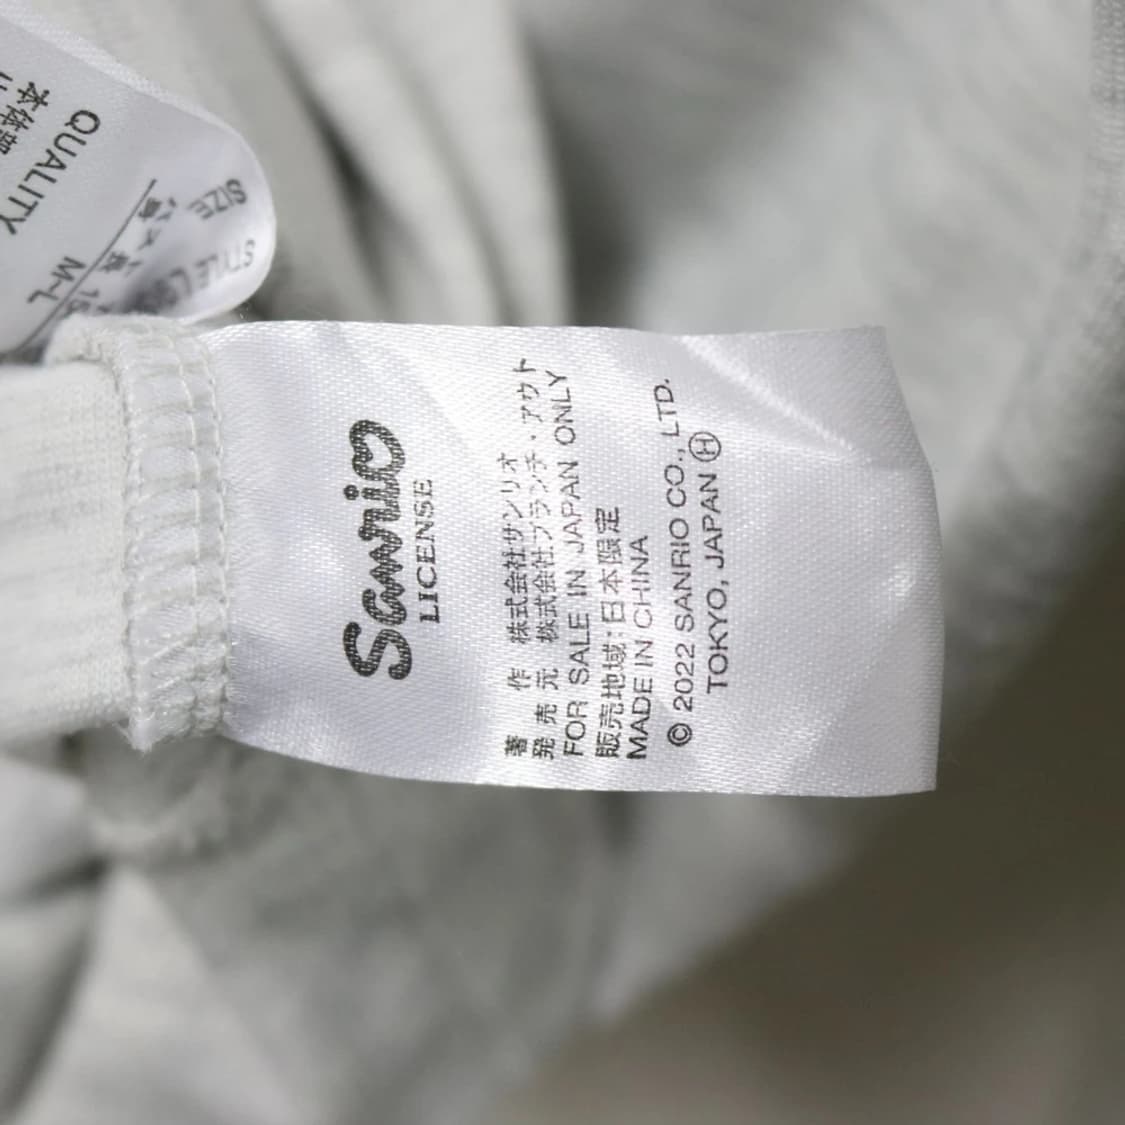 Sanrio
LICENSE
著 作 株式会社サンリオ
発 売 元 株式会社ブランチ・アウト
FOR SALE IN JAPAN ONLY
販売地域:日本限定
MADE IN CHINA
© 2022 SANRIO CO., LTD.
TOKYO, JAPAN Ⓗ
STYLE
SIZE
M~L
QUALITY